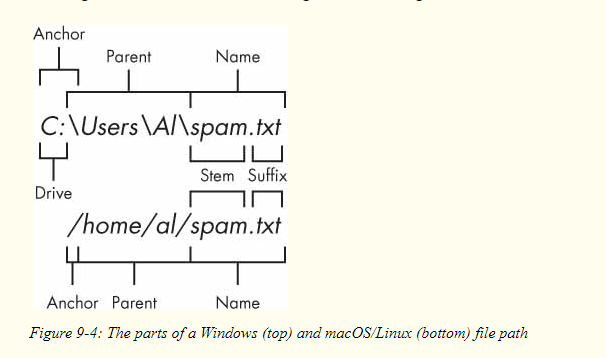 Anchor
Parent Name
C:\Users\Al\spam.txt
Stem Suffix
Drive
/home/al/spam.txt
Anchor Parent Name
Figure 9-4: The parts of a Windows (top) and macOS/Linux (bottom) file path